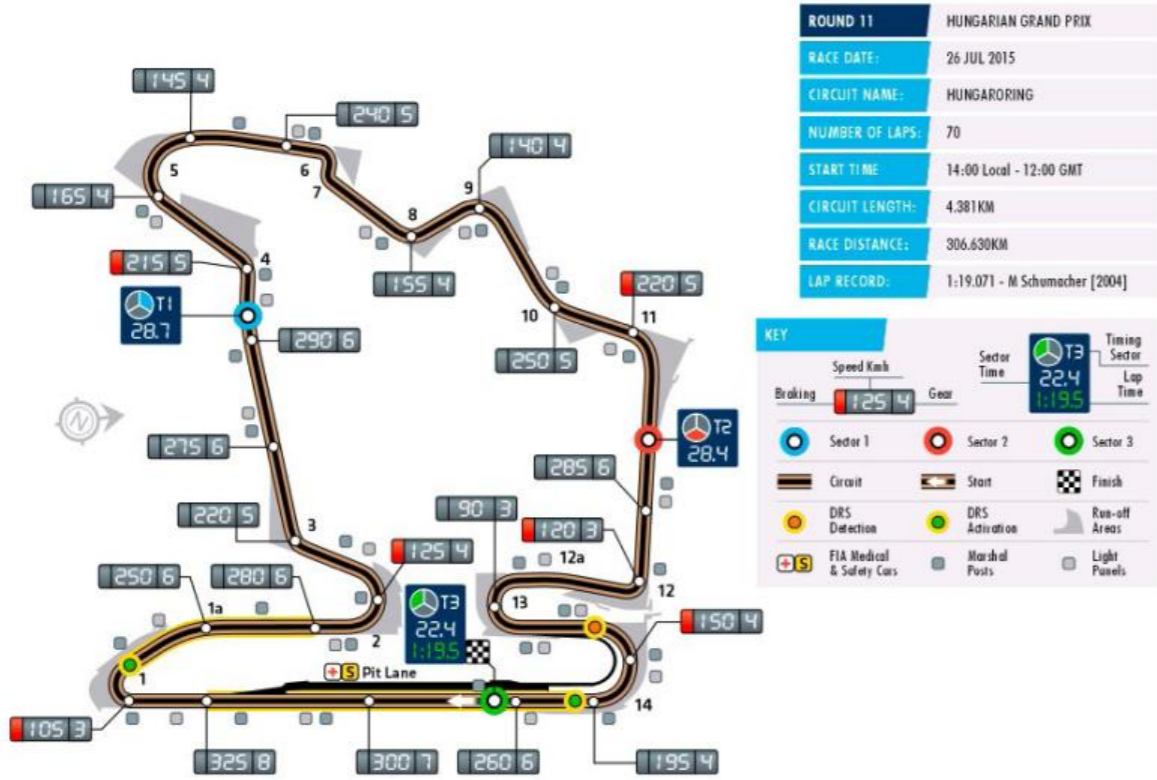 ROUND 11 HUNGARIAN GRAND PRIX
RACE DATE: 26 JUL 2015
CIRCUIT NAME: HUNGARORING
NUMBER OF LAPS: 70
START TIME 14:00 Local - 12:00 GMT
CIRCUIT LENGTH: 4.381KM
RACE DISTANCE: 306.630KM
LAP RECORD: 1:19.071 - M Schumacher [2004]
145 4
240 5
140 4
5
6
7
9
8
165 4
4
215 5
155 4
220 5
T1
28.7
290 6
10
11
250 5
N
275 6
T2
28.4
285 6
220 5
3
90 3
125 4
120 3
12a
250 6
280 6
1a
2
T3
22.4
1:19.5
13
12
150 4
S Pit Lane
1
14
105 3
325 8
300 7
260 6
195 4
KEY
Speed Kmh
Braking
125 4
Gear
Sector
Time
T3
22.4
1:19.5
Timing
Sector
Lap
Time
Sector 1
Sector 2
Sector 3
Circuit
Start
Finish
DRS
Detection
DRS
Activation
Run-off
Areas
S
FIA Medical
& Safety Cars
Marshal
Posts
Light
Panels